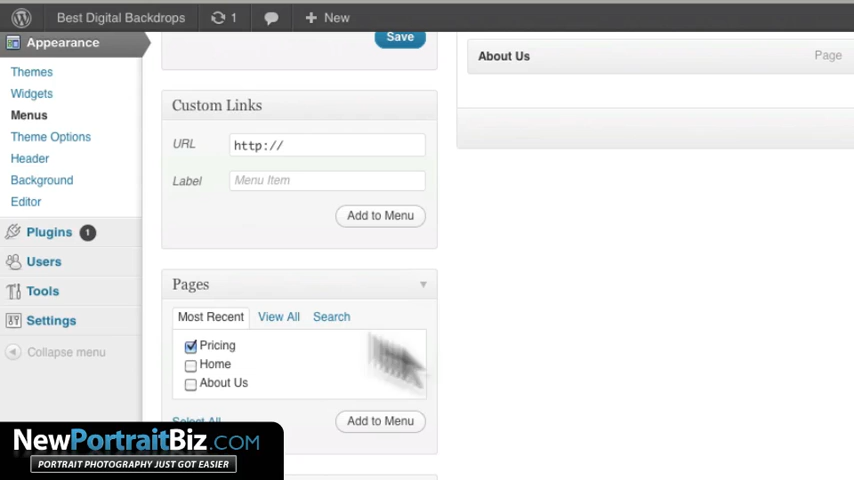 Best Digital Backdrops 1 New
Appearance
Themes
Widgets
Menus
Theme Options
Header
Background
Editor
Plugins 1
Users
Tools
Settings
Collapse menu
Save
Custom Links
URL http://
Label Menu Item
Add to Menu
Pages
Most Recent View All Search
Pricing
Home
About Us
Select All
Add to Menu
About Us Page
NewPortraitBiz.com
PORTRAIT PHOTOGRAPHY JUST GOT EASIER